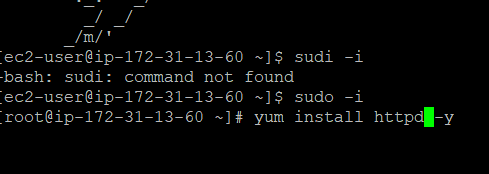 _/ _/
_/m/'
[ec2-user@ip-172-31-13-60 ~]$ sudi -i
-bash: sudi: command not found
[ec2-user@ip-172-31-13-60 ~]$ sudo -i
[root@ip-172-31-13-60 ~]# yum install httpd -y